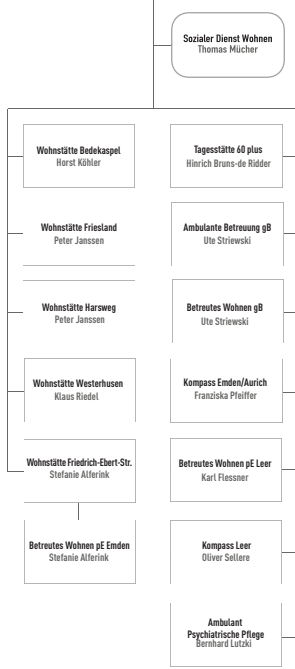 Sozialer Dienst Wohnen
Thomas Mücher
Wohnstätte Bedekaspel
Horst Köhler
Wohnstätte Friesland
Peter Janssen
Wohnstätte Harsweg
Peter Janssen
Wohnstätte Westerhusen
Klaus Riedel
Wohnstätte Friedrich-Ebert-Str.
Stefanie Alferink
Betreutes Wohnen pE Emden
Stefanie Alferink
Tagesstätte 60 plus
Hinrich Bruns-de Ridder
Ambulante Betreuung gB
Ute Striewski
Betreutes Wohnen gB
Ute Striewski
Kompass Emden/Aurich
Franziska Pfeiffer
Betreutes Wohnen pE Leer
Karl Flessner
Kompass Leer
Oliver Sellere
Ambulant
Psychiatrische Pflege
Bernhard Lutzki